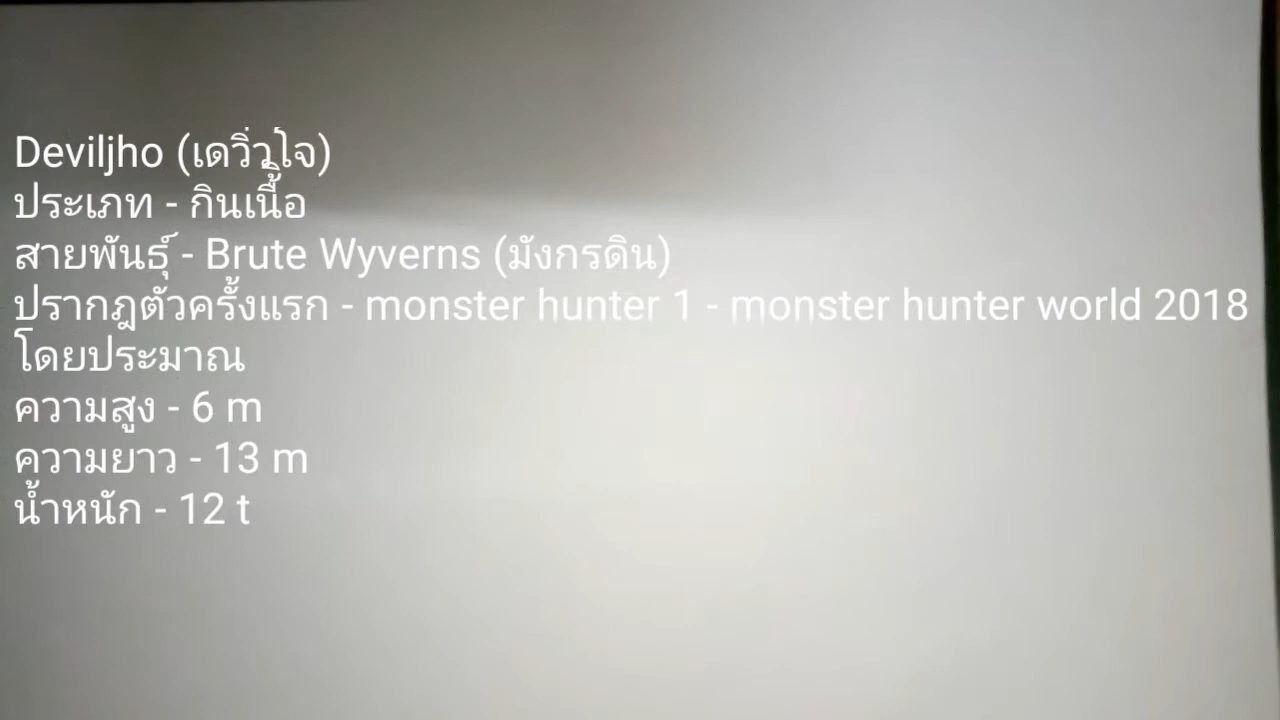 Deviljho (เดวิ่วโจ)
ประเภท - กินเนื้อ
สายพันธุ์ - Brute Wyverns (มังกรดิน)
ปรากฎตัวครั้งแรก - monster hunter 1 - monster hunter world 2018
โดยประมาณ
ความสูง - 6 m
ความยาว - 13 m
น้ำหนัก - 12 t